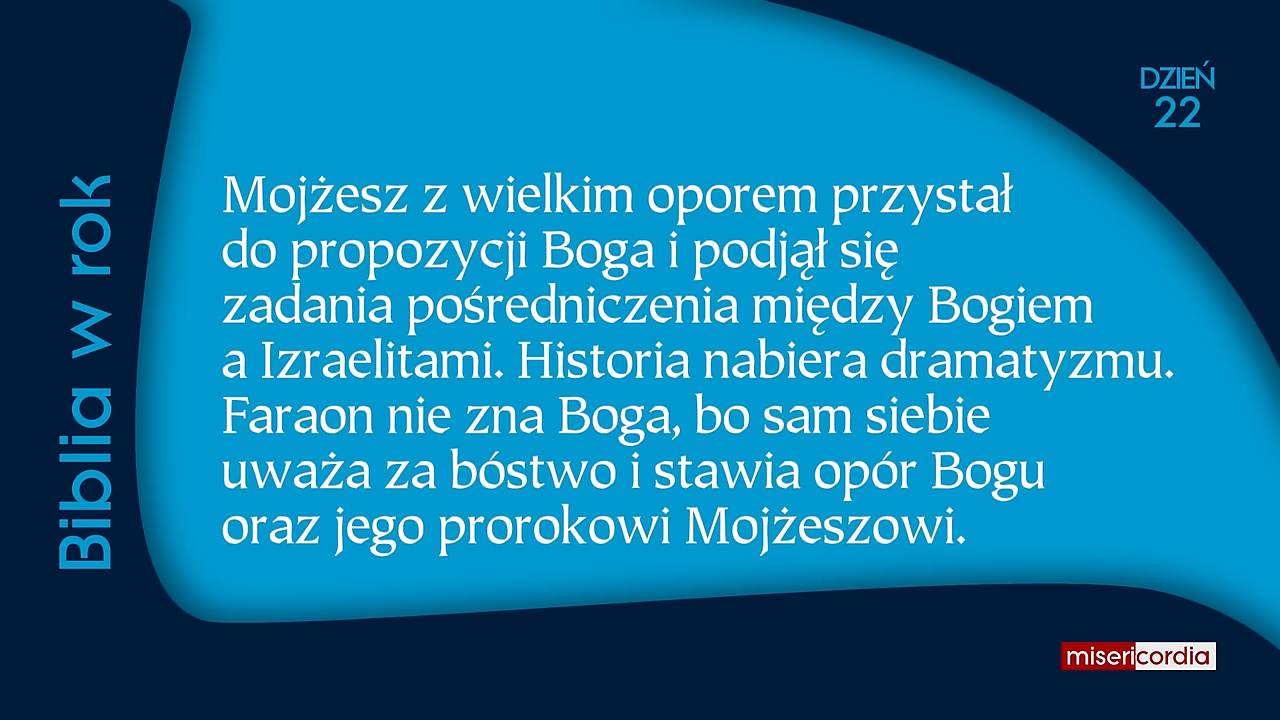 DZIEŃ
22
Biblia w rok
Mojżesz z wielkim oporem przystał
do propozycji Boga i podjął się
zadania pośredniczenia między Bogiem
a Izraelitami. Historia nabiera dramatyzmu.
Faraon nie zna Boga, bo sam siebie
uważa za bóstwo i stawia opór Bogu
oraz jego prorokowi Mojżeszowi.
misericordia